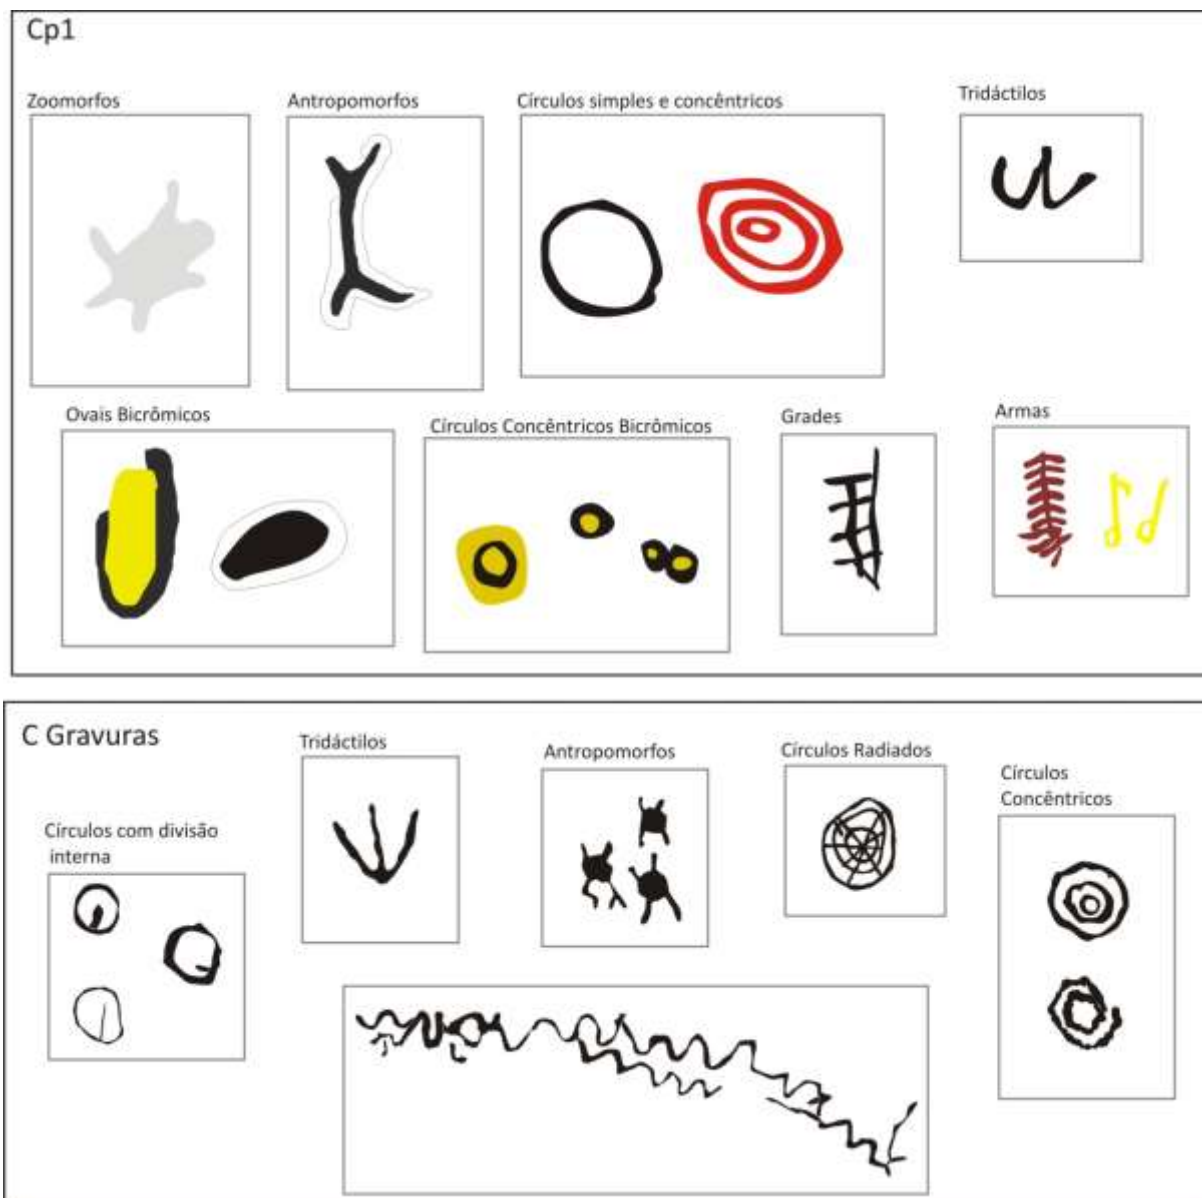 Cp1
Zoomorfos
Antropomorfos
Círculos simples e concêntricos
Tridáctilos
Ovais Bicrômicos
Círculos Concêntricos Bicrômicos
Grades
Armas
C Gravuras
Círculos com divisão
interna
Tridáctilos
Antropomorfos
Círculos Radiados
Círculos
Concêntricos